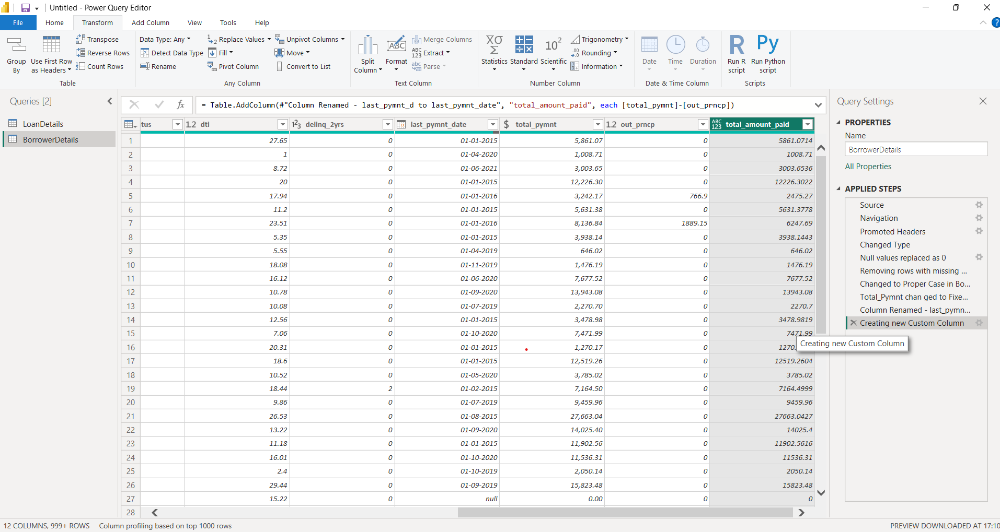 Untitled - Power Query Editor
File Home Transform Add Column View Tools Help
Group By
Use First Row as Headers
Transpose
Reverse Rows
Count Rows
Table
Data Type: Any
Detect Data Type
Rename
Replace Values
Fill
Pivot Column
Unpivot Columns
Move
Convert to List
Any Column
Split Column
Format
Merge Columns
Extract
Parse
Text Column
Statistics
Standard
Scientific
Trigonometry
Rounding
Information
Number Column
Date
Time
Duration
Date & Time Column
Run R script
Run Python script
Scripts
Queries [2]
LoanDetails
BorrowerDetails
= Table.AddColumn(#"Column Renamed - last_pymnt_d to last_pymnt_date", "total_amount_paid", each [total_pymnt]-[out_prncp])
tus 1.2 dti 123 delinq_2yrs last_pymnt_date $ total_pymnt 1.2 out_prncp ABC 123 total_amount_paid
1 27.65 0 01-01-2015 5,861.07 0 5861.0714
2 1 0 01-04-2020 1,008.71 0 1008.71
3 8.72 0 01-06-2021 3,003.65 0 3003.6536
4 20 0 01-01-2015 12,226.30 0 12226.3022
5 17.94 0 01-01-2016 3,242.17 766.9 2475.27
6 11.2 0 01-01-2015 5,631.38 0 5631.3778
7 23.51 0 01-01-2016 8,136.84 1889.15 6247.69
8 5.35 0 01-01-2015 3,938.14 0 3938.1443
9 5.55 0 01-04-2019 646.02 0 646.02
10 18.08 0 01-11-2019 1,476.19 0 1476.19
11 16.12 0 01-06-2020 7,677.52 0 7677.52
12 10.78 0 01-09-2020 13,943.08 0 13943.08
13 10.08 0 01-07-2019 2,270.70 0 2270.7
14 12.56 0 01-01-2015 3,478.98 0 3478.9819
15 7.06 0 01-10-2020 7,471.99 0 7471.99
16 20.31 0 01-01-2015 1,270.17 0 1270.
17 18.6 0 01-01-2015 12,519.26 0 12519.2604
18 10.52 0 01-05-2020 3,785.02 0 3785.02
19 18.44 2 01-02-2015 7,164.50 0 7164.4999
20 9.86 0 01-07-2019 9,459.96 0 9459.96
21 26.53 0 01-08-2015 27,663.04 0 27663.0427
22 13.22 0 01-09-2020 14,025.40 0 14025.4
23 11.18 0 01-01-2015 11,902.56 0 11902.5616
24 16.01 0 01-10-2020 11,536.31 0 11536.31
25 2.4 0 01-10-2019 2,050.14 0 2050.14
26 29.44 0 01-09-2019 15,823.48 0 15823.48
27 15.22 0 null 0.00 0 0
28
Query Settings
PROPERTIES
Name
BorrowerDetails
All Properties
APPLIED STEPS
Source
Navigation
Promoted Headers
Changed Type
Null values replaced as 0
Removing rows with missing ...
Changed to Proper Case in Bo...
Total_Pymnt chan ged to Fixe...
Column Renamed - last_pymn...
Creating new Custom Column
Creating new Custom Column
12 COLUMNS, 999+ ROWS Column profiling based on top 1000 rows
PREVIEW DOWNLOADED AT 17:10